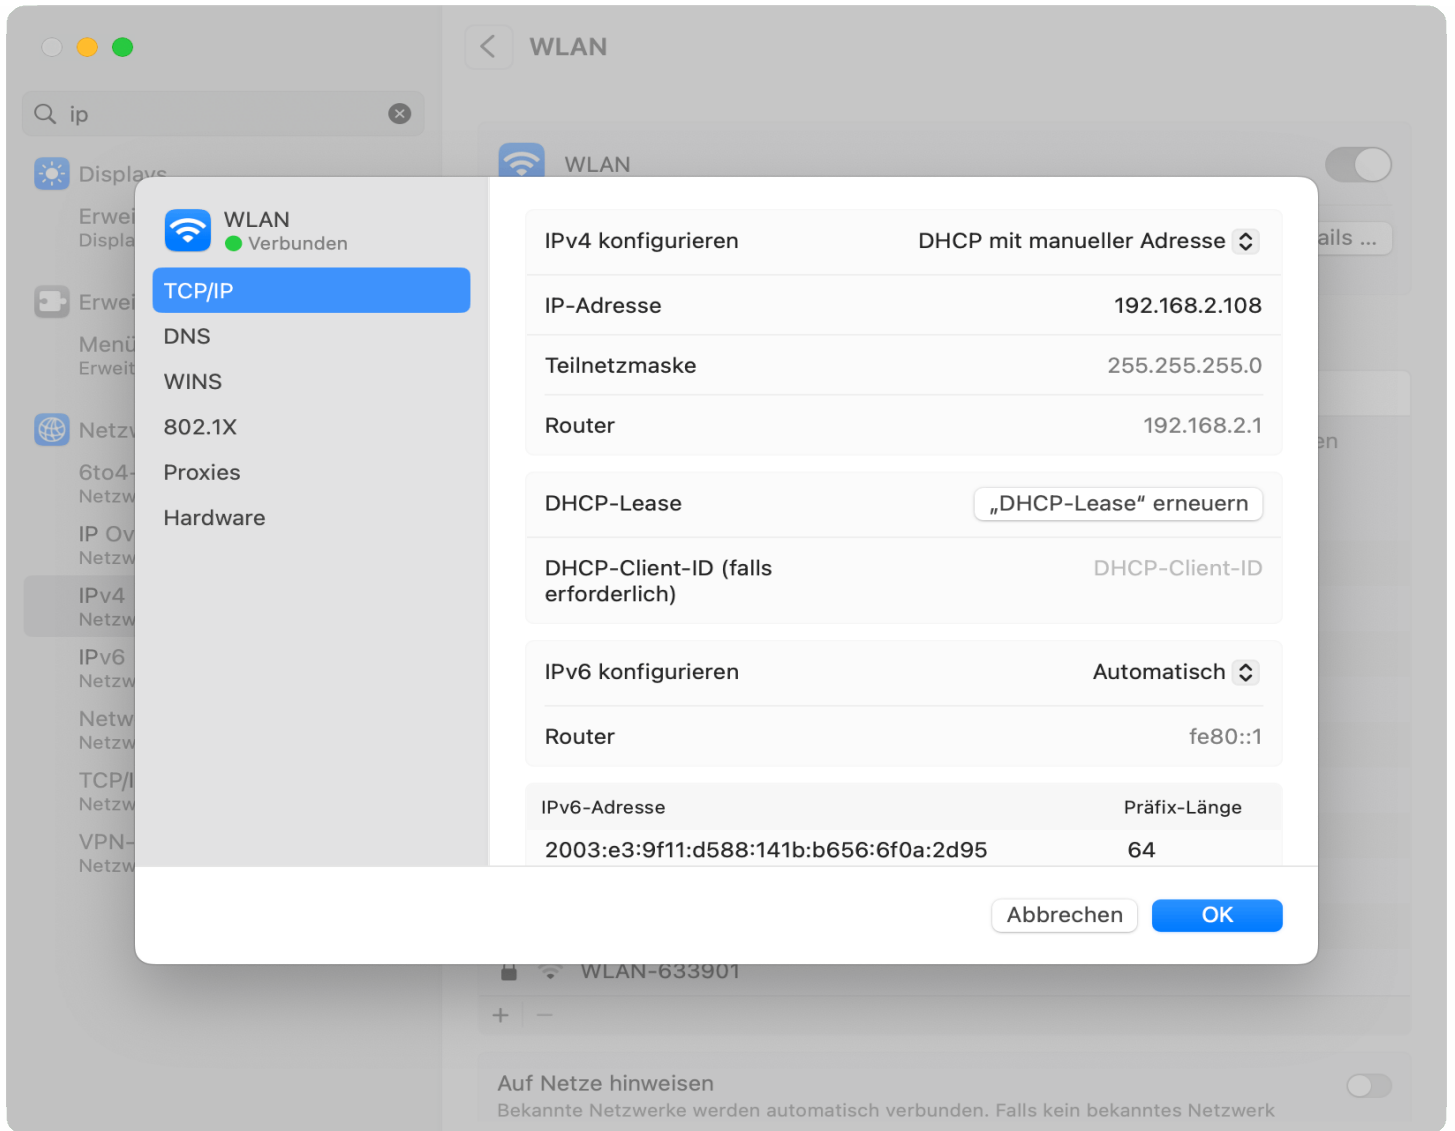 WLAN
ip
Displays
Erwei
Displa
Erwei
Menü
Erweit
Netzw
6to4-
Netzw
IP Ov
Netzw
IPv4
Netzw
IPv6
Netzw
Netw
Netzw
TCP/I
Netzw
VPN-
Netzw
WLAN
ails ...
en
WLAN
Verbunden
TCP/IP
DNS
WINS
802.1X
Proxies
Hardware
IPv4 konfigurieren DHCP mit manueller Adresse
IP-Adresse 192.168.2.108
Teilnetzmaske 255.255.255.0
Router 192.168.2.1
DHCP-Lease „DHCP-Lease“ erneuern
DHCP-Client-ID (falls DHCP-Client-ID
erforderlich)
IPv6 konfigurieren Automatisch
Router fe80::1
IPv6-Adresse Präfix-Länge
2003:e3:9f11:d588:141b:b656:6f0a:2d95 64
Abbrechen OK
WLAN-633901
Auf Netze hinweisen
Bekannte Netzwerke werden automatisch verbunden. Falls kein bekanntes Netzwerk